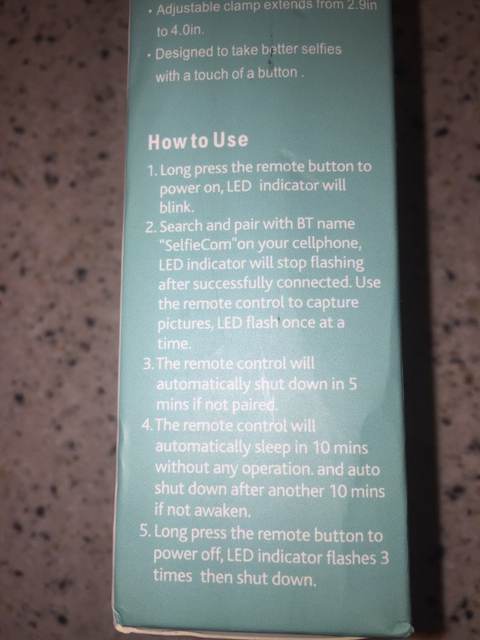 • Adjustable clamp extends from 2.9in
to 4.0in.
• Designed to take better selfies
with a touch of a button .
How to Use
1. Long press the remote button to
power on, LED indicator will
blink.
2. Search and pair with BT name
"SelfieCom"on your cellphone,
LED indicator will stop flashing
after successfully connected. Use
the remote control to capture
pictures, LED flash once at a
time.
3. The remote control will
automatically shut down in 5
mins if not paired.
4. The remote control will
automatically sleep in 10 mins
without any operation. and auto
shut down after another 10 mins
if not awaken.
5. Long press the remote button to
power off, LED indicator flashes 3
times then shut down.